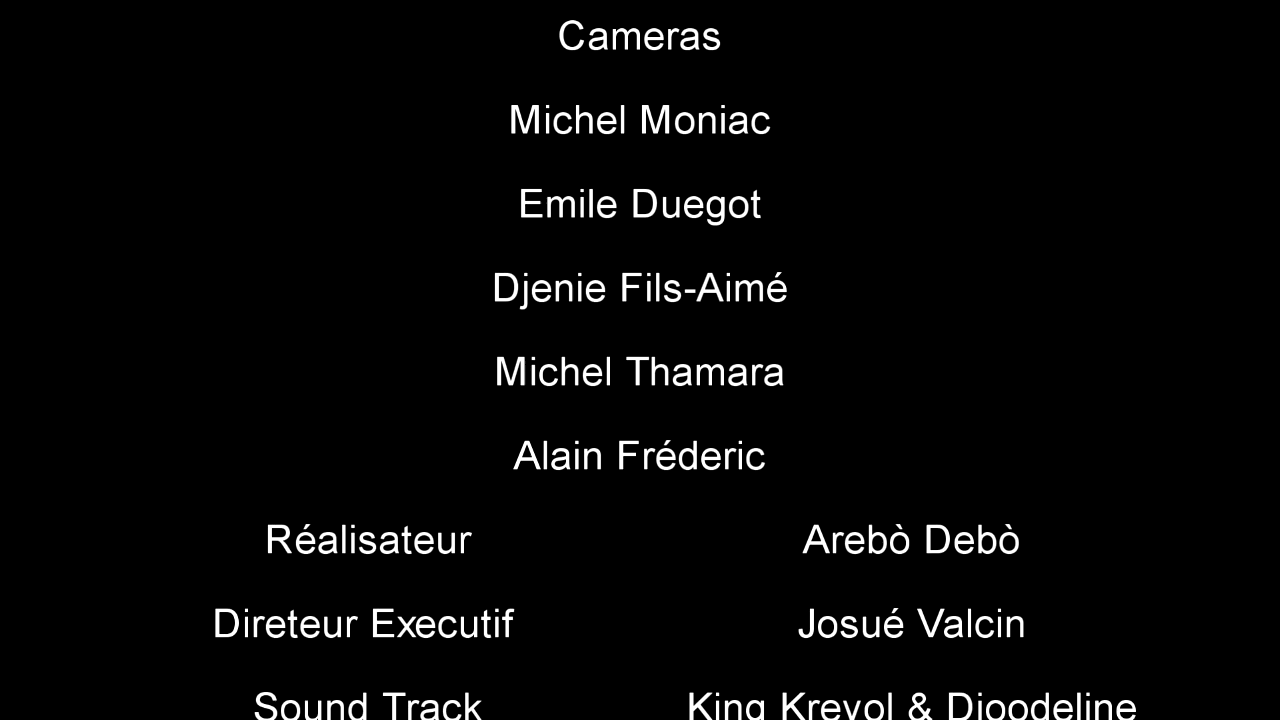 Cameras
Michel Moniac
Emile Duegot
Djenie Fils-Aimé
Michel Thamara
Alain Fréderic
Réalisateur Arebò Debò
Direteur Executif Josué Valcin
Sound Track King Kreyol & Djoodeline